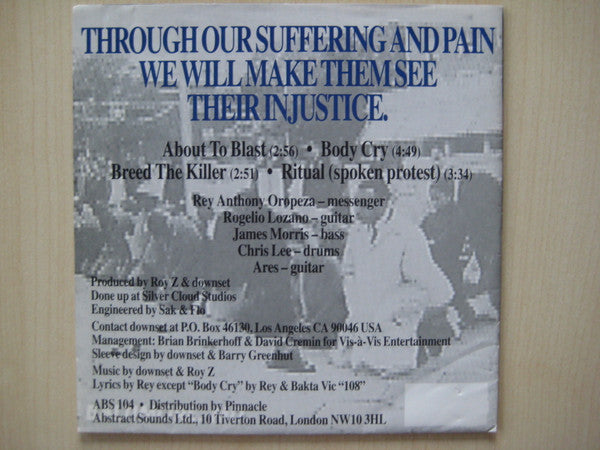 THROUGH OUR SUFFERING AND PAIN
WE WILL MAKE THEM SEE
THEIR INJUSTICE.
About To Blast (2:56) • Body Cry (4:49)
Breed The Killer (2:51) • Ritual (spoken protest) (3:34)
Rey Anthony Oropeza – messenger
Rogelio Lozano – guitar
James Morris – bass
Chris Lee – drums
Ares – guitar
Produced by Roy Z & downset
Done up at Silver Cloud Studios
Engineered by Sak & Flo
Contact downset at P.O. Box 46130, Los Angeles CA 90046 USA
Management: Brian Brinkerhoff & David Cremin for Vis-à-Vis Entertainment
Sleeve design by downset & Barry Greenhut
Music by downset & Roy Z
Lyrics by Rey except “Body Cry” by Rey & Bakta Vic “108”
ABS 104 • Distribution by Pinnacle
Abstract Sounds Ltd., 10 Tiverton Road, London NW10 3HL